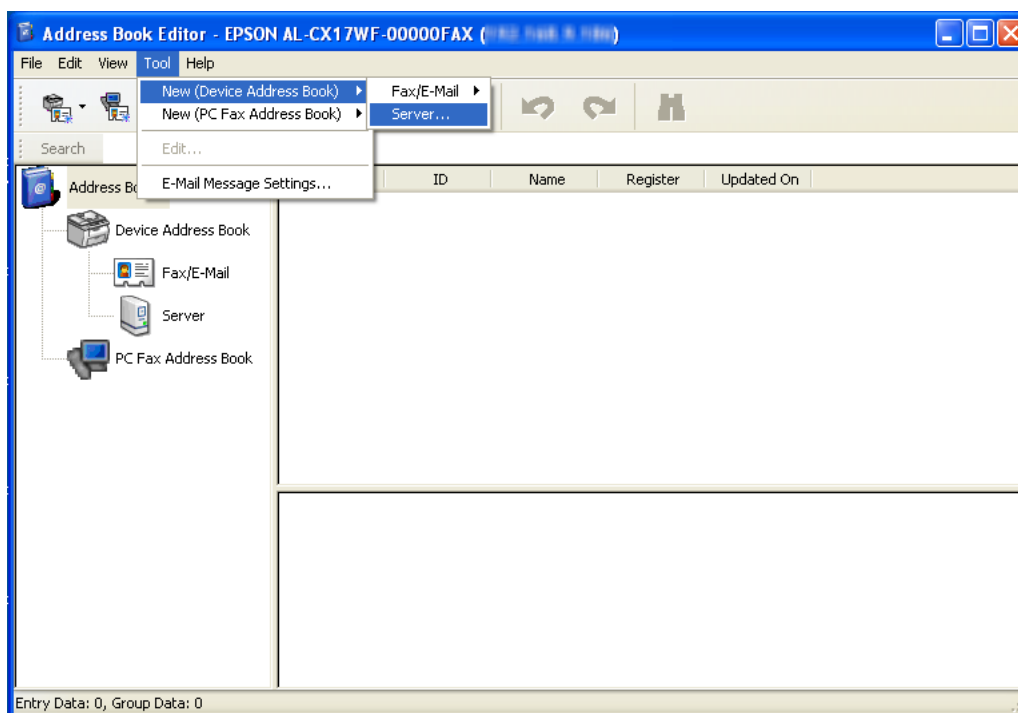 Address Book Editor - EPSON AL-CX17WF-00000FAX ( )
File Edit View Tool Help
New (Device Address Book) Fax/E-Mail
New (PC Fax Address Book) Server...
Search Edit...
E-Mail Message Settings...
Address ID Name Register Updated On
Device Address Book
Fax/E-Mail
Server
PC Fax Address Book
Entry Data: 0, Group Data: 0